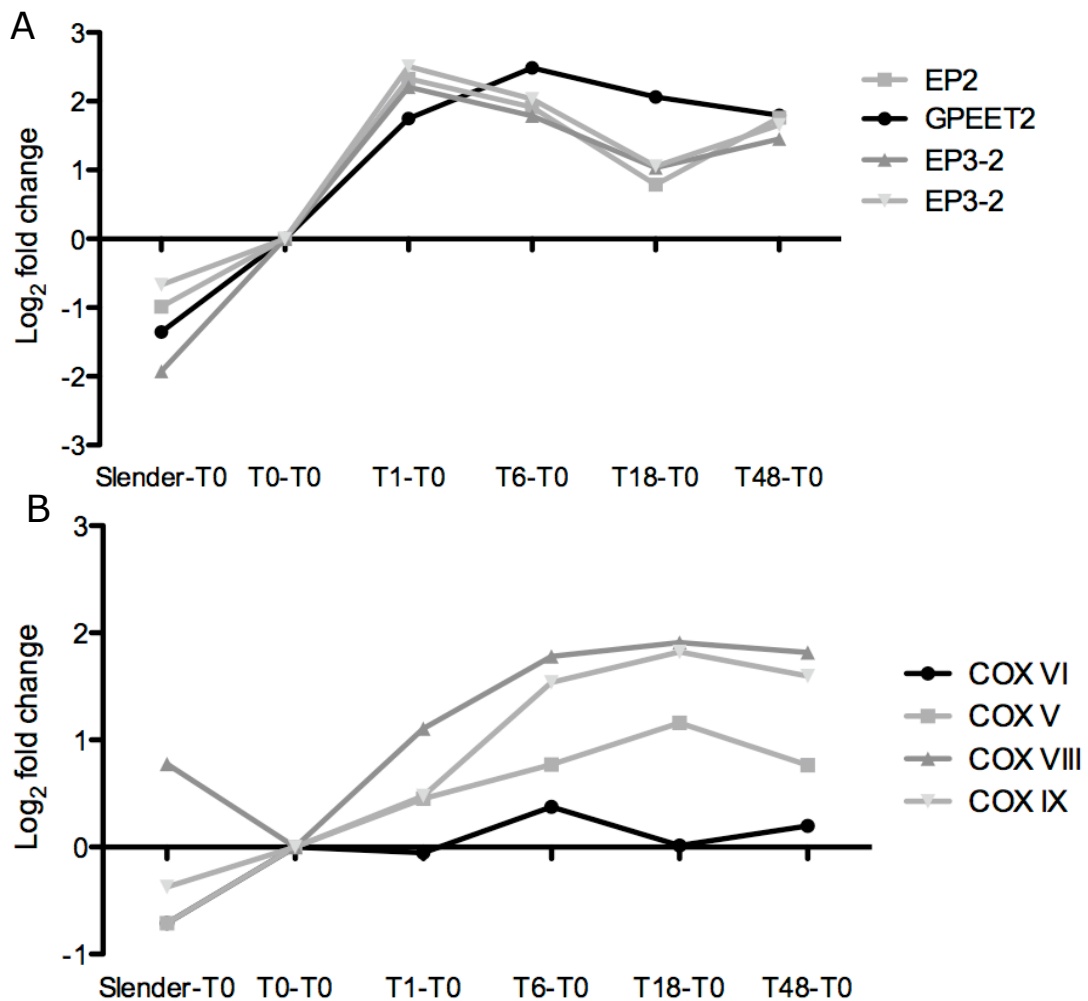 A
3
2
1
0
-1
-2
-3
Log2 fold change
EP2
GPEET2
EP3-2
EP3-2
Slender-T0 T0-T0 T1-T0 T6-T0 T18-T0 T48-T0
B
3
2
1
0
-1
Log2 fold change
COX VI
COX V
COX VIII
COX IX
Slender-T0 T0-T0 T1-T0 T6-T0 T18-T0 T48-T0